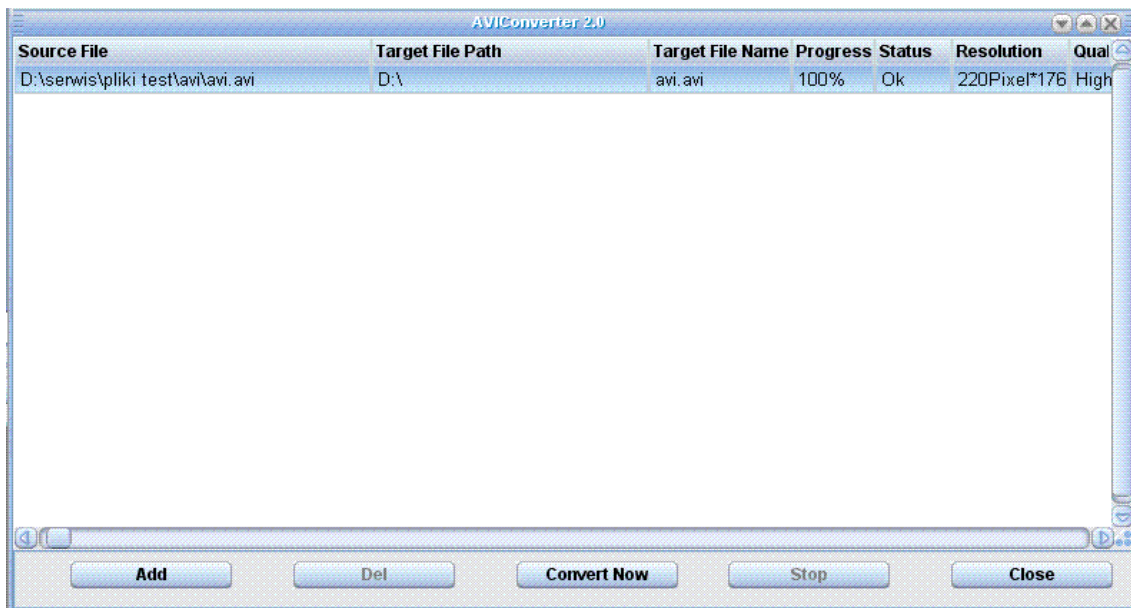 AVIConverter 2.0
Source File Target File Path Target File Name Progress Status Resolution Qual
D:\serwis\pliki test\avi\avi.avi D:\ avi.avi 100% Ok 220Pixel*176 High
Add Del Convert Now Stop Close